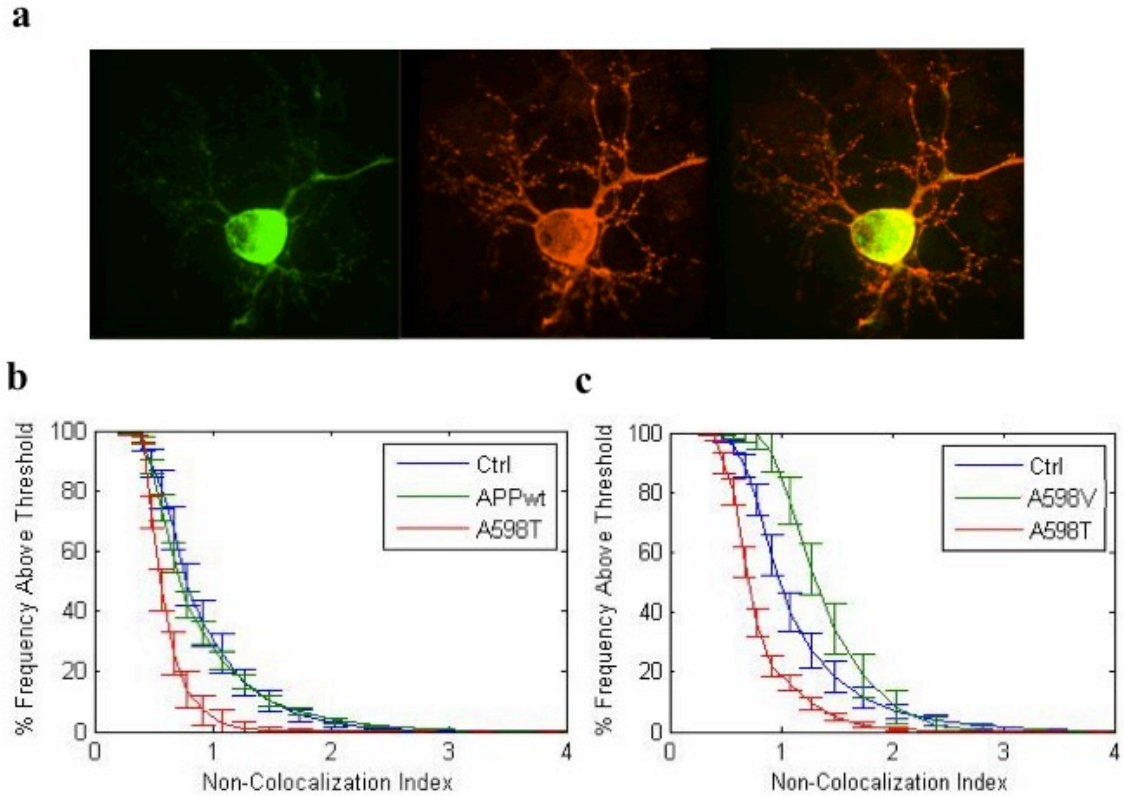 a
b
% Frequency Above Threshold
100
80
60
40
20
0
0
1
2
3
4
Non-Colocalization Index
Ctrl
APPwt
A598T
c
% Frequency Above Threshold
100
80
60
40
20
0
0
1
2
3
4
Non-Colocalization Index
Ctrl
A598V
A598T